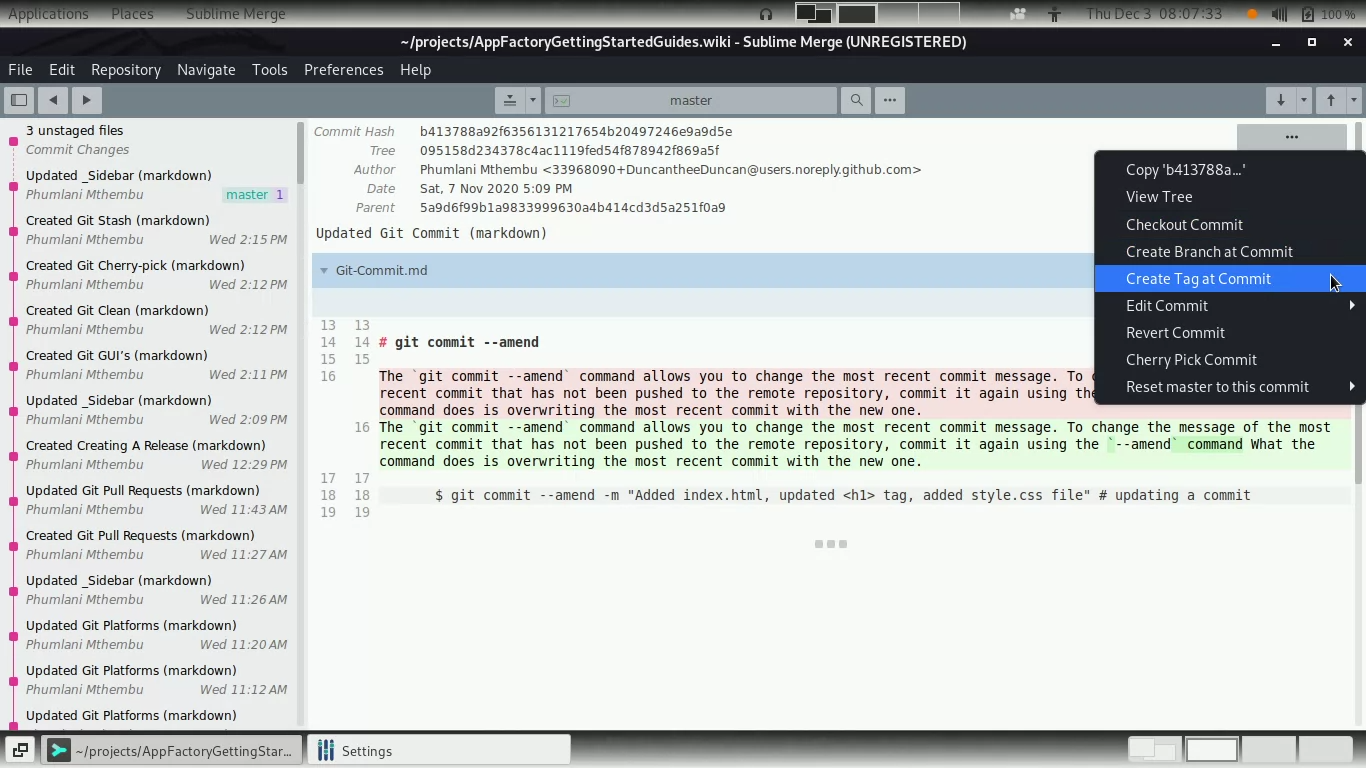 Applications Places Sublime Merge Thu Dec 3 08:07:33 100 %
~/projects/AppFactoryGettingStartedGuides.wiki - Sublime Merge (UNREGISTERED)
File Edit Repository Navigate Tools Preferences Help
master
3 unstaged files
Commit Changes
Updated _Sidebar (markdown)
Phumlani Mthembu master 1
Created Git Stash (markdown)
Phumlani Mthembu Wed 2:15 PM
Created Git Cherry-pick (markdown)
Phumlani Mthembu Wed 2:12 PM
Created Git Clean (markdown)
Phumlani Mthembu Wed 2:12 PM
Created Git GUI’s (markdown)
Phumlani Mthembu Wed 2:11 PM
Updated _Sidebar (markdown)
Phumlani Mthembu Wed 2:09 PM
Created Creating A Release (markdown)
Phumlani Mthembu Wed 12:29 PM
Updated Git Pull Requests (markdown)
Phumlani Mthembu Wed 11:43 AM
Created Git Pull Requests (markdown)
Phumlani Mthembu Wed 11:27 AM
Updated _Sidebar (markdown)
Phumlani Mthembu Wed 11:26 AM
Updated Git Platforms (markdown)
Phumlani Mthembu Wed 11:20 AM
Updated Git Platforms (markdown)
Phumlani Mthembu Wed 11:12 AM
Updated Git Platforms (markdown)
Commit Hash b413788a92f6356131217654b20497246e9a9d5e
Tree 095158d234378c4ac1119fed54f878942f869a5f
Author Phumlani Mthembu <33968090+DuncantheeDuncan@users.noreply.github.com>
Date Sat, 7 Nov 2020 5:09 PM
Parent 5a9d6f99b1a9833999630a4b414cd3d5a251f0a9
Updated Git Commit (markdown)
Git-Commit.md
13 13
14 14 # git commit --amend
15 15
16 The `git commit --amend` command allows you to change the most recent commit message. To
recent commit that has not been pushed to the remote repository, commit it again using the
command does is overwriting the most recent commit with the new one.
16 The `git commit --amend` command allows you to change the most recent commit message. To change the message of the most
recent commit that has not been pushed to the remote repository, commit it again using the `--amend` command What the
command does is overwriting the most recent commit with the new one.
17 17
18 18 $ git commit --amend -m "Added index.html, updated <h1> tag, added style.css file" # updating a commit
19 19
Copy 'b413788a...'
View Tree
Checkout Commit
Create Branch at Commit
Create Tag at Commit
Edit Commit
Revert Commit
Cherry Pick Commit
Reset master to this commit
~/projects/AppFactoryGettingStar... Settings